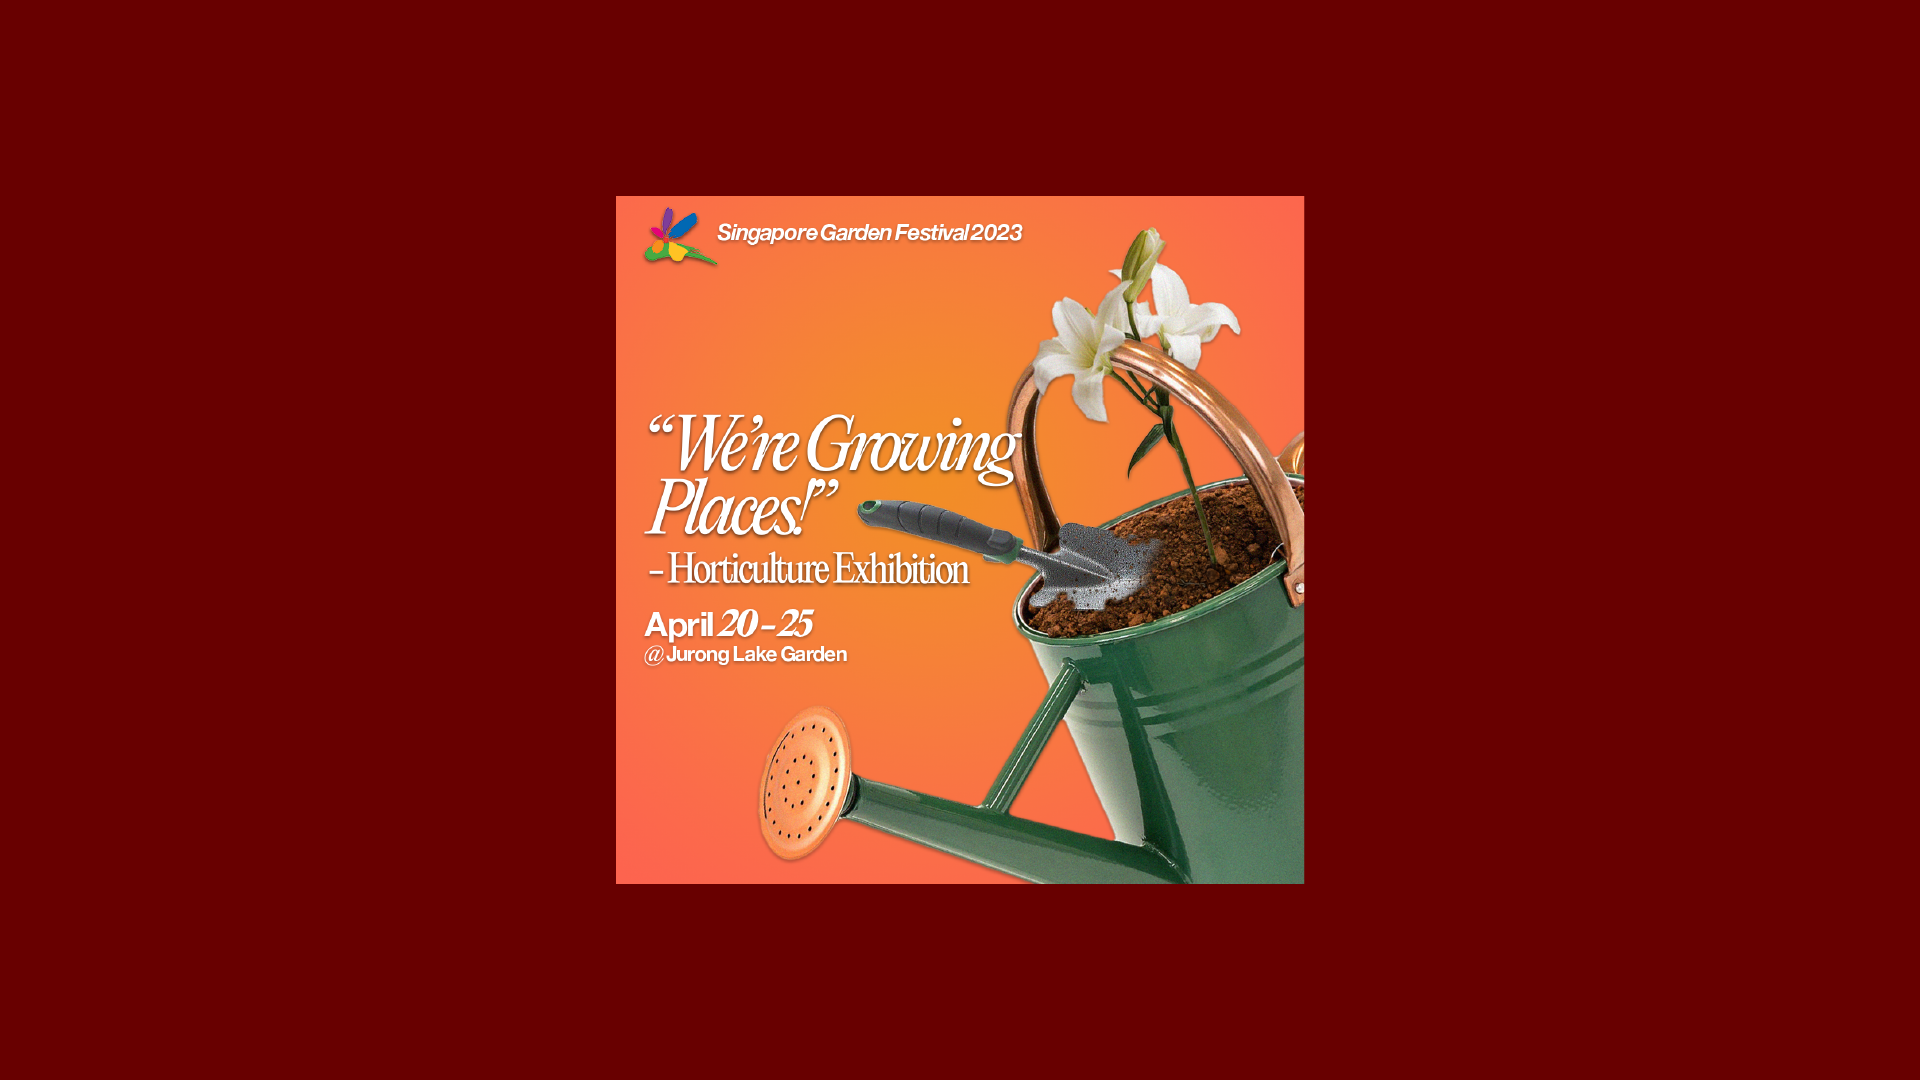 Singapore Garden Festival 2023
“We’re Growing
Places!”
– Horticulture Exhibition
April 20 – 25
@ Jurong Lake Garden